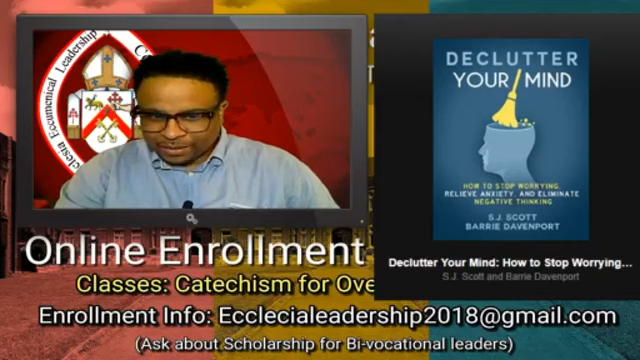 Ecumenical Leadership
DECLUTTER
YOUR MIND
HOW TO STOP WORRYING,
RELIEVE ANXIETY, AND ELIMINATE
NEGATIVE THINKING
S.J. SCOTT
BARRIE DAVENPORT
Declutter Your Mind: How to Stop Worrying...
S.J. Scott and Barrie Davenport
Online Enrollment
Classes: Catechism for Ove
Enrollment Info: Ecclecialeadership2018@gmail.com
(Ask about Scholarship for Bi-vocational leaders)